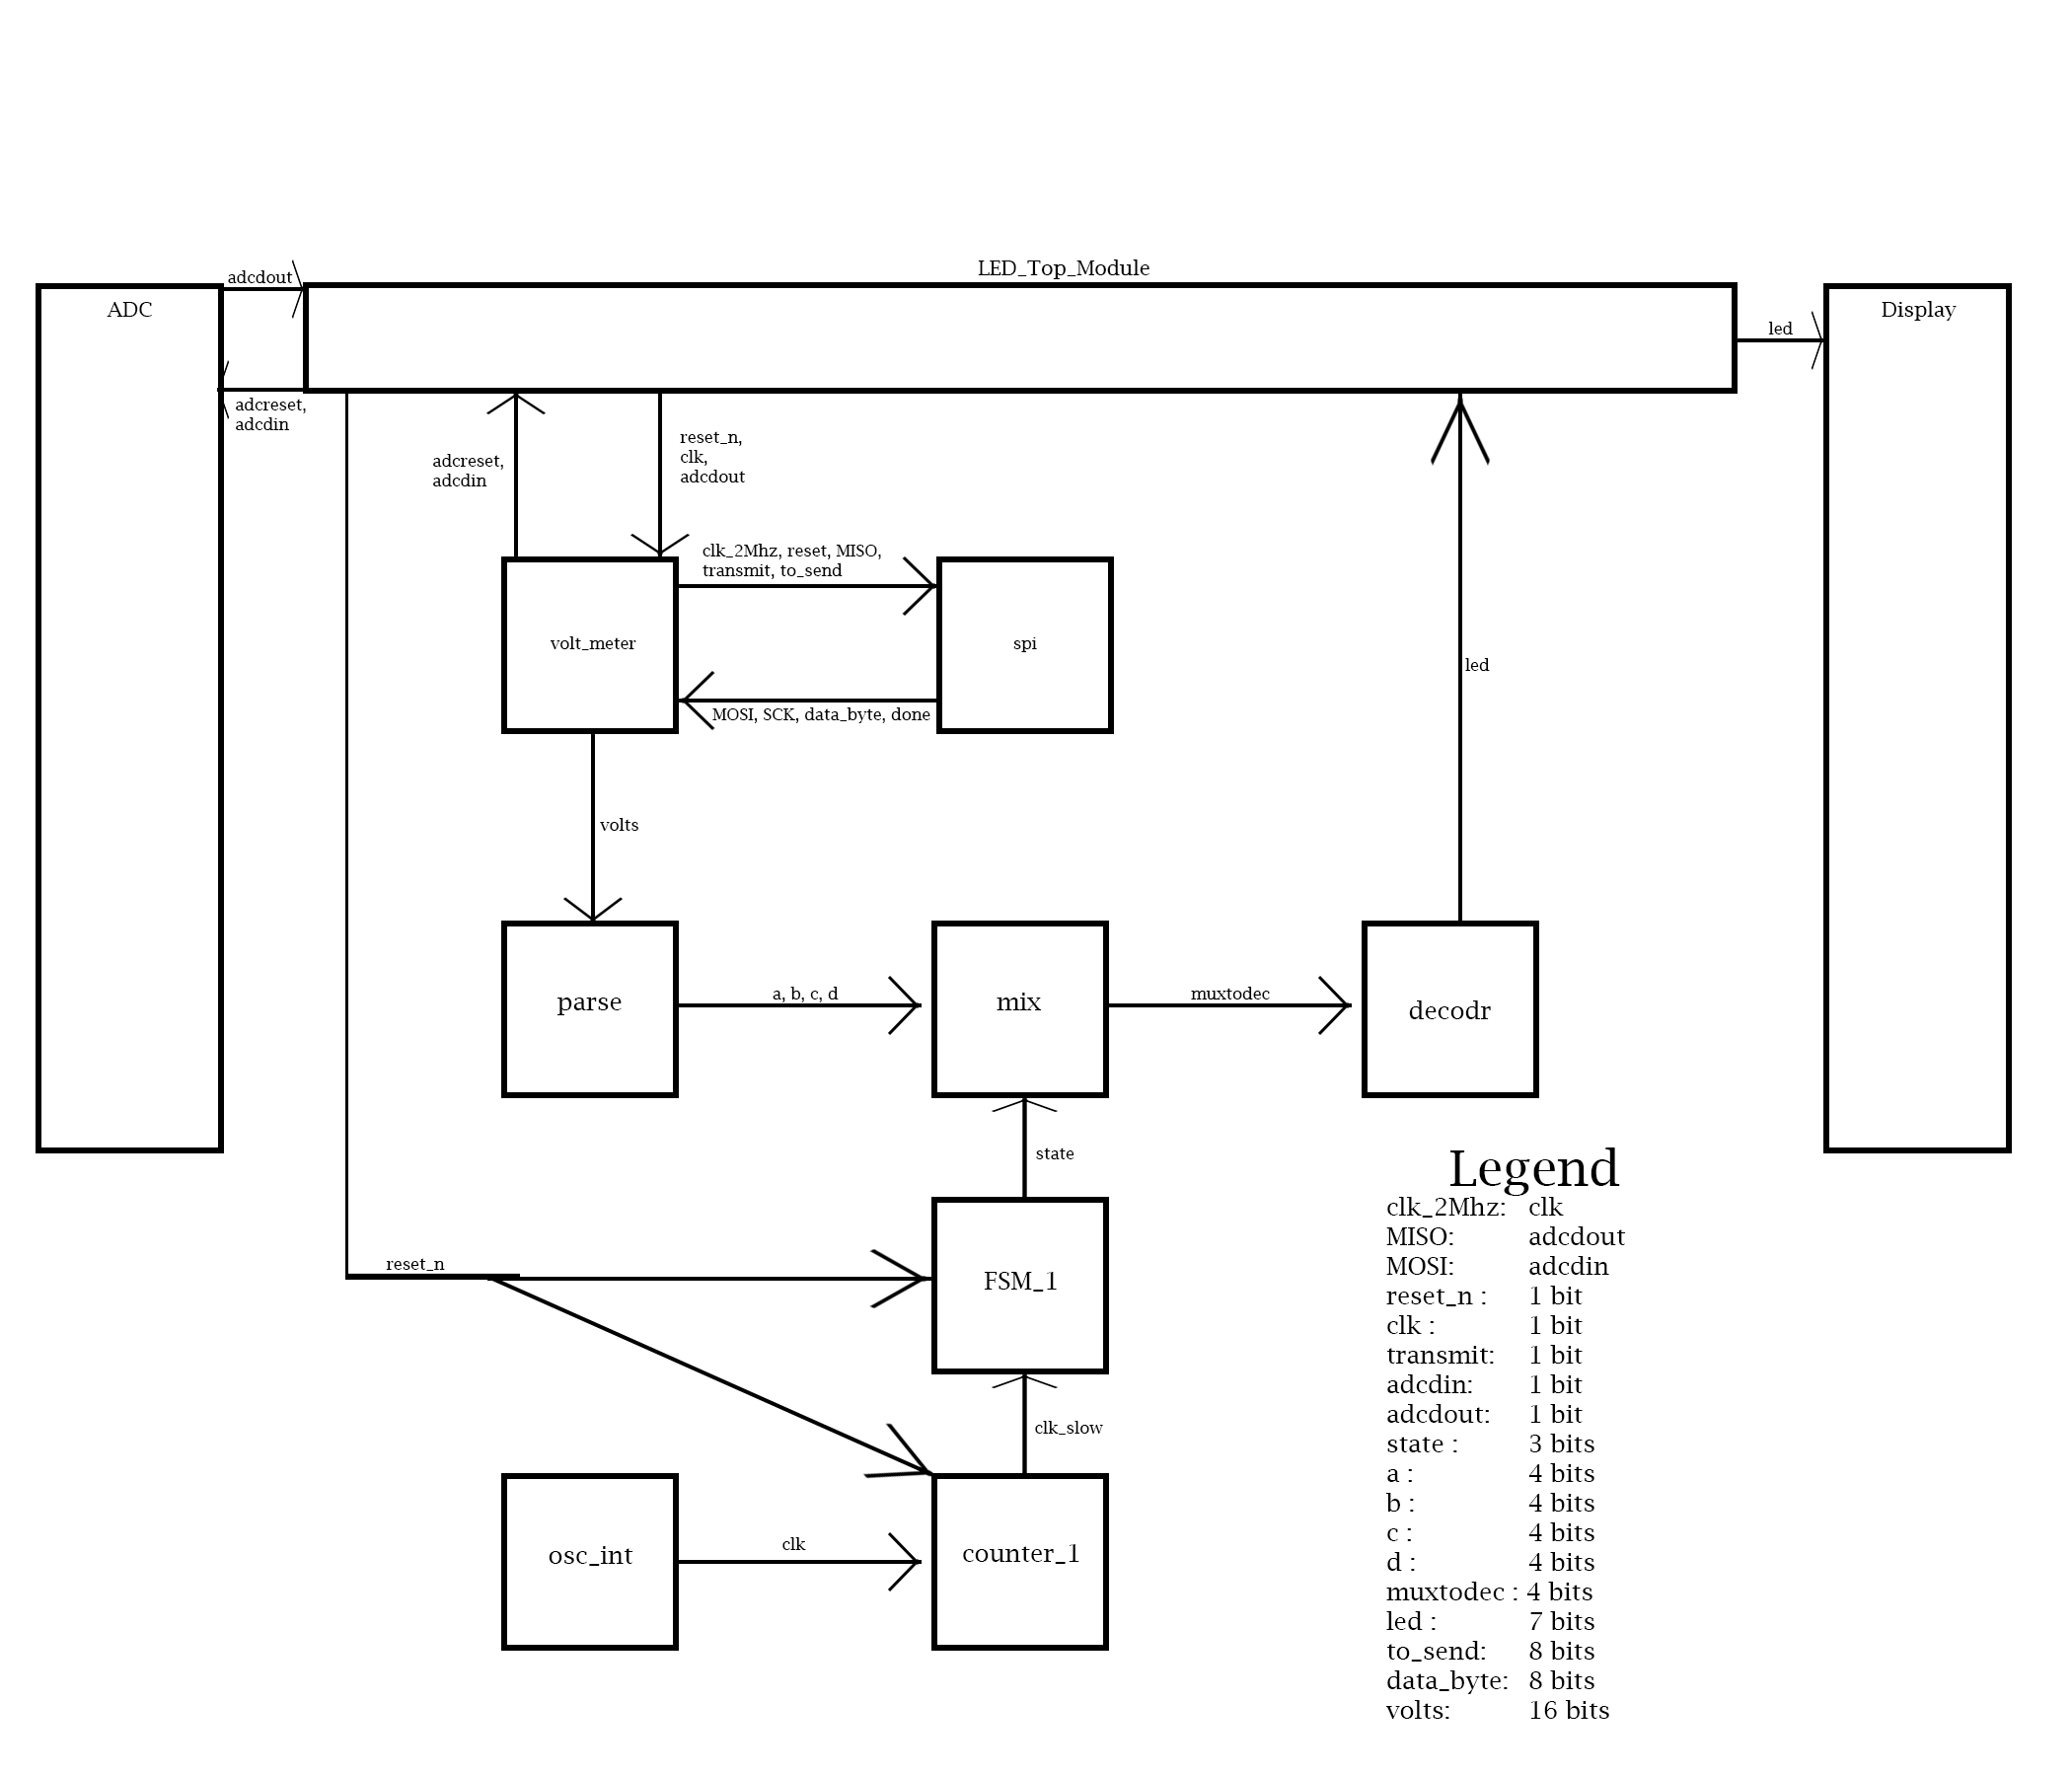 LED_Top_Module
adcdout
ADC
Display
led
adcreset,
adcdin
adcreset,
adcdin
reset_n,
clk,
adcdout
clk_2Mhz, reset, MISO,
transmit, to_send
volt_meter
spi
led
MOSI, SCK, data_byte, done
volts
parse
a, b, c, d
mix
muxtodec
decodr
state
reset_n
FSM_1
clk_slow
osc_int
clk
counter_1
Legend
clk_2Mhz: clk
MISO: adcdout
MOSI: adcdin
reset_n : 1 bit
clk : 1 bit
transmit: 1 bit
adcdin: 1 bit
adcdout: 1 bit
state : 3 bits
a : 4 bits
b : 4 bits
c : 4 bits
d : 4 bits
muxtodec : 4 bits
led : 7 bits
to_send: 8 bits
data_byte: 8 bits
volts: 16 bits